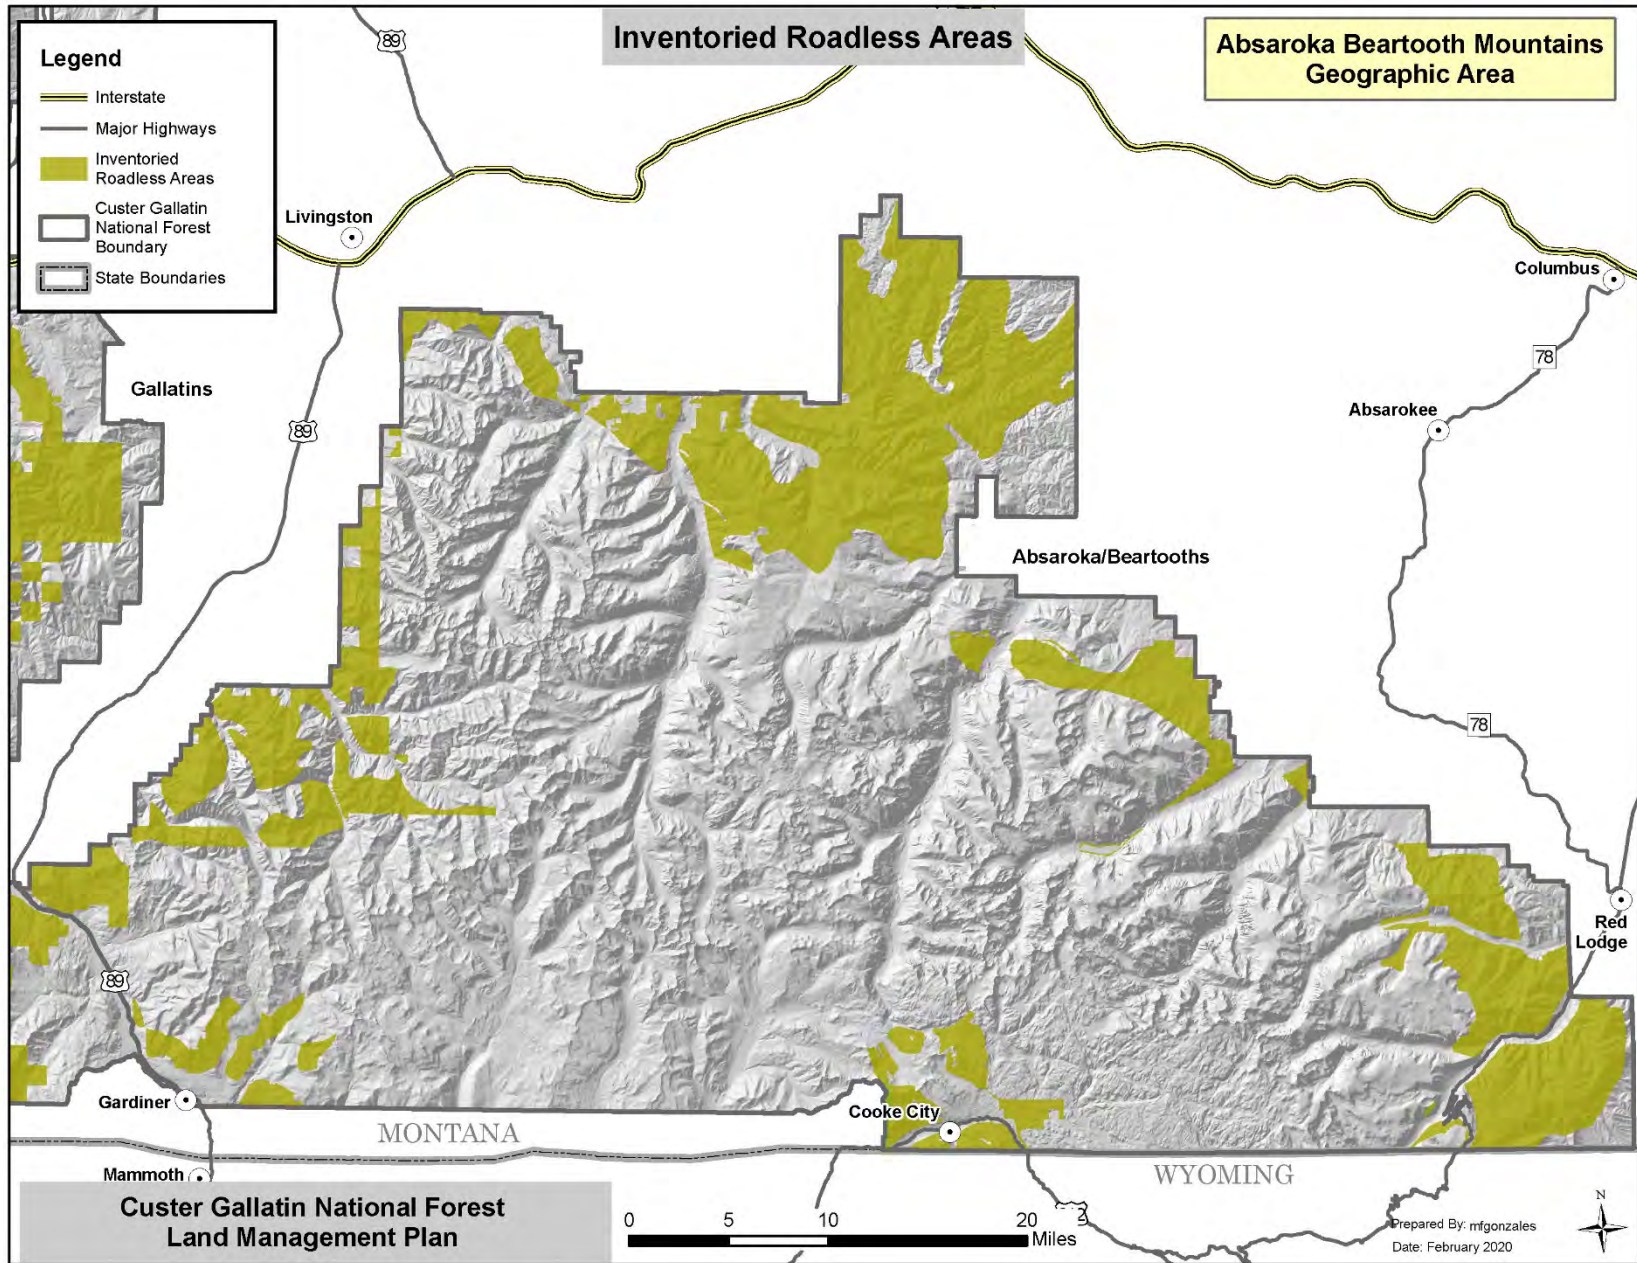 Inventoried Roadless Areas
Absaroka Beartooth Mountains
Geographic Area
Legend
Interstate
Major Highways
Inventoried
Roadless Areas
Custer Gallatin
National Forest
Boundary
State Boundaries
89
Livingston
Columbus
78
Gallatins
Absarokee
89
Absaroka/Beartooths
78
Red
Lodge
89
Gardiner
Cooke City
MONTANA
Mammoth
WYOMING
Custer Gallatin National Forest
Land Management Plan
0 5 10 20
Miles
N
Prepared By: mfgonzales
Date: February 2020